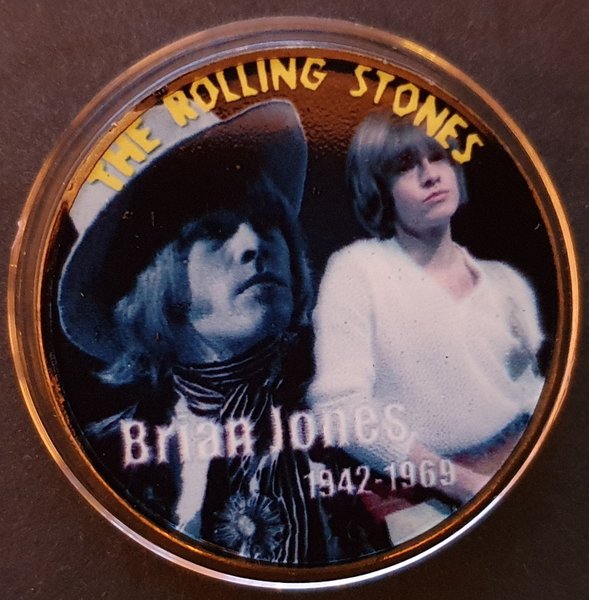 THE ROLLING STONES
Brian Jones
1942-1969